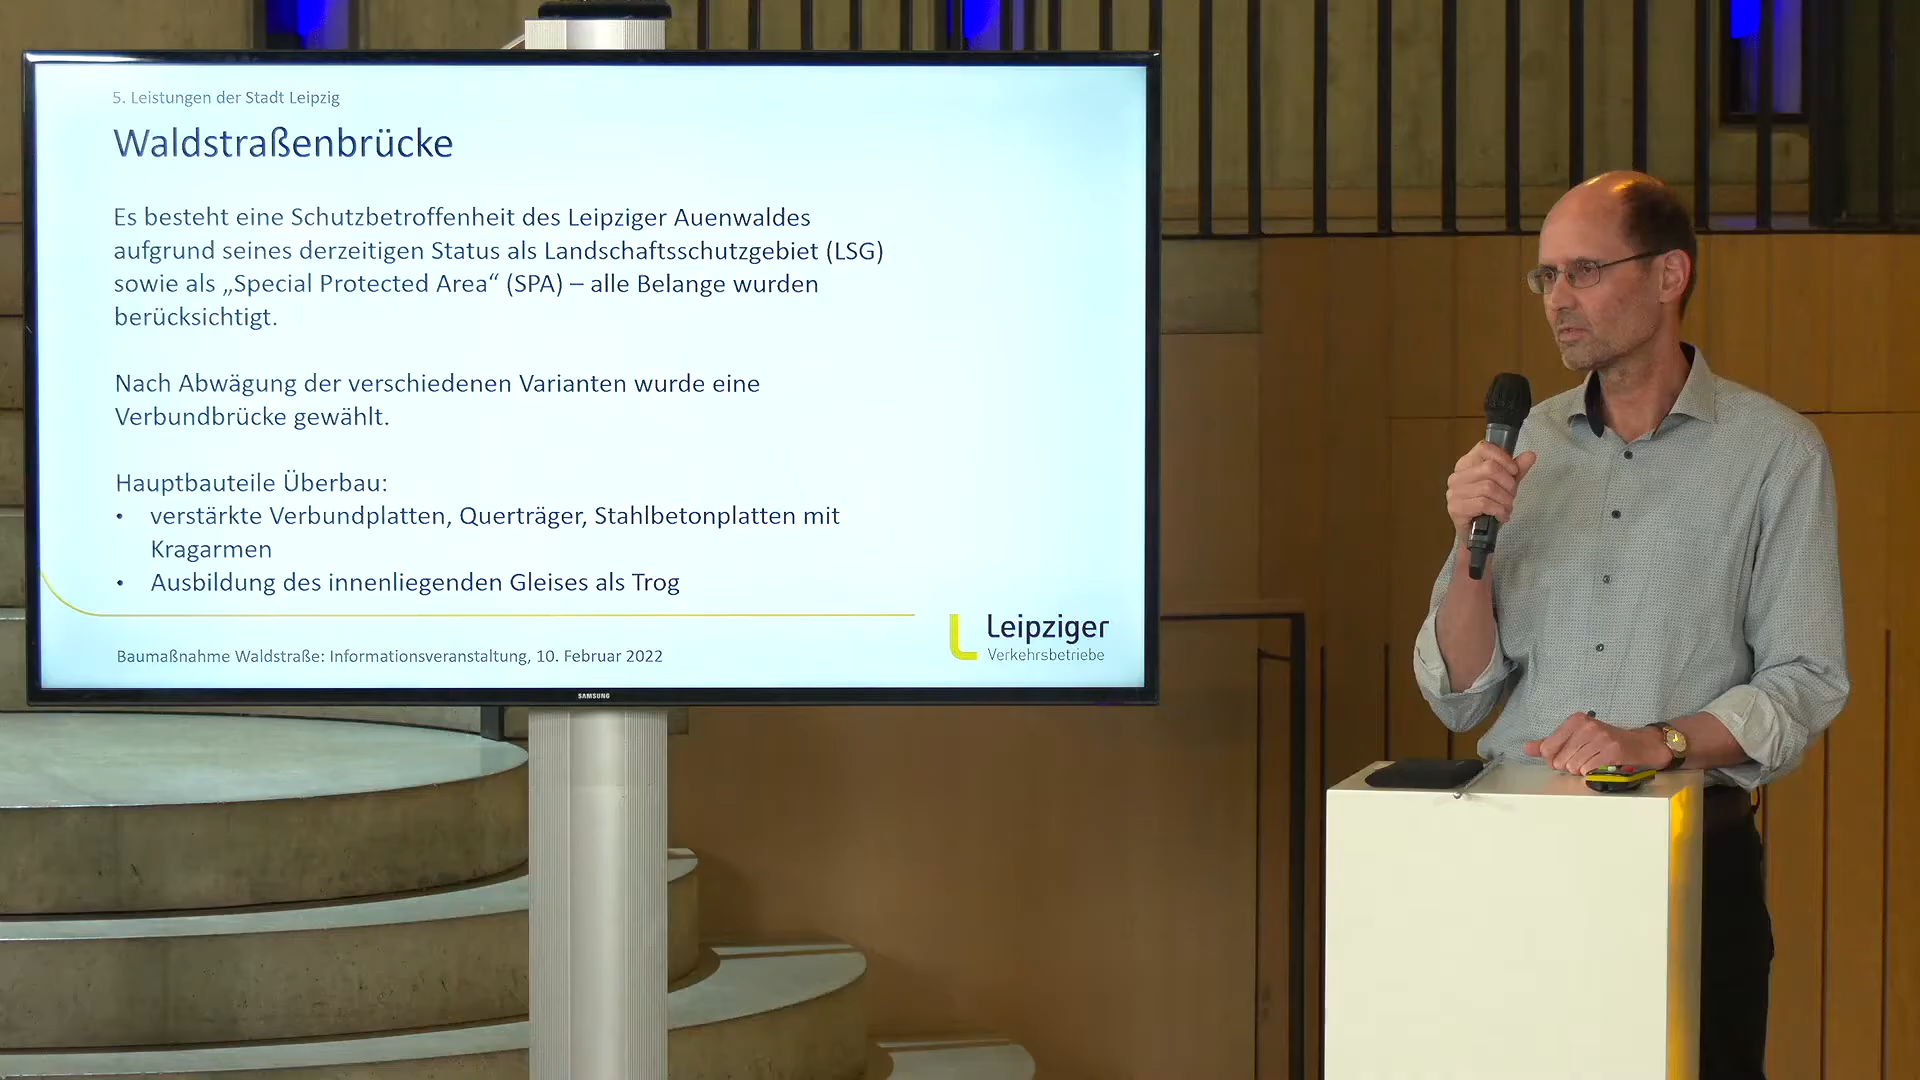 5. Leistungen der Stadt Leipzig
Waldstraßenbrücke
Es besteht eine Schutzbetroffenheit des Leipziger Auenwaldes
aufgrund seines derzeitigen Status als Landschaftsschutzgebiet (LSG)
sowie als „Special Protected Area“ (SPA) – alle Belange wurden
berücksichtigt.
Nach Abwägung der verschiedenen Varianten wurde eine
Verbundbrücke gewählt.
Hauptbauteile Überbau:
• verstärkte Verbundplatten, Querträger, Stahlbetonplatten mit
Kragarmen
• Ausbildung des innenliegenden Gleises als Trog
Leipziger
Verkehrsbetriebe
Baumaßnahme Waldstraße: Informationsveranstaltung, 10. Februar 2022
SAMSUNG